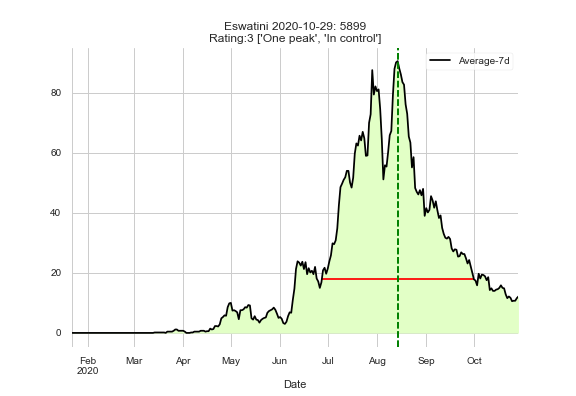 Eswatini 2020-10-29: 5899
Rating:3 ['One peak', 'In control']
Average-7d
80
60
40
20
0
Feb Mar Apr May Jun Jul Aug Sep Oct
2020
Date